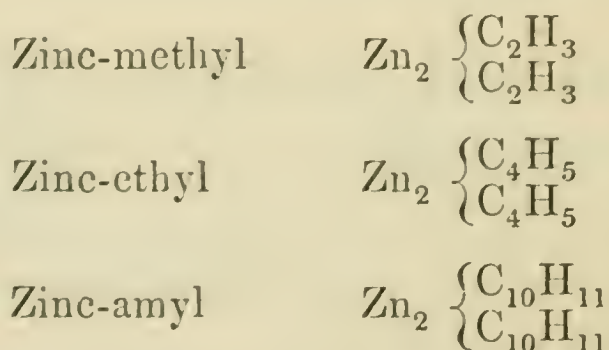 Zinc-methyl Zn₂ {C₂H₃
{C₂H₃
Zinc-ethyl Zn₂ {C₄H₅
{C₄H₅
Zinc-amyl Zn₂ {C₁₀H₁₁
{C₁₀H₁₁